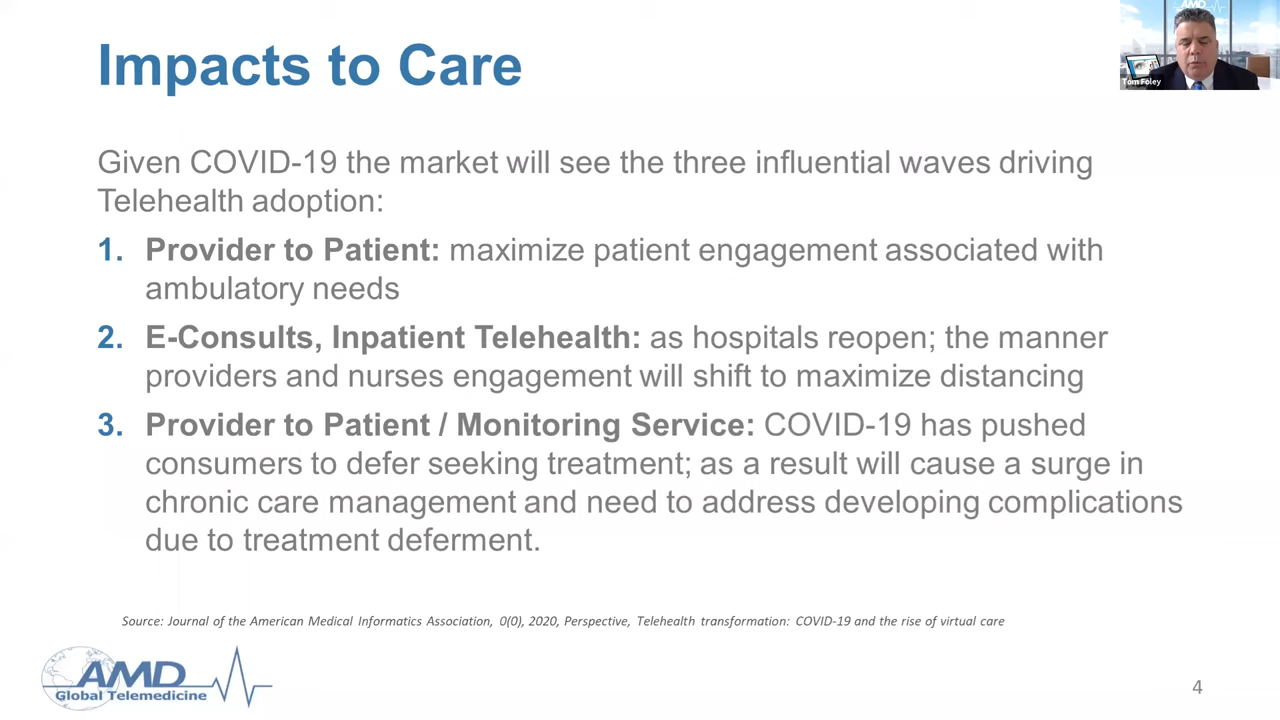 Impacts to Care
AMD
Tom Foley
Given COVID-19 the market will see the three influential waves driving
Telehealth adoption:
1. Provider to Patient: maximize patient engagement associated with
ambulatory needs
2. E-Consults, Inpatient Telehealth: as hospitals reopen; the manner
providers and nurses engagement will shift to maximize distancing
3. Provider to Patient / Monitoring Service: COVID-19 has pushed
consumers to defer seeking treatment; as a result will cause a surge in
chronic care management and need to address developing complications
due to treatment deferment.
Source: Journal of the American Medical Informatics Association, 0(0), 2020, Perspective, Telehealth transformation: COVID-19 and the rise of virtual care
AMD
Global Telemedicine
4